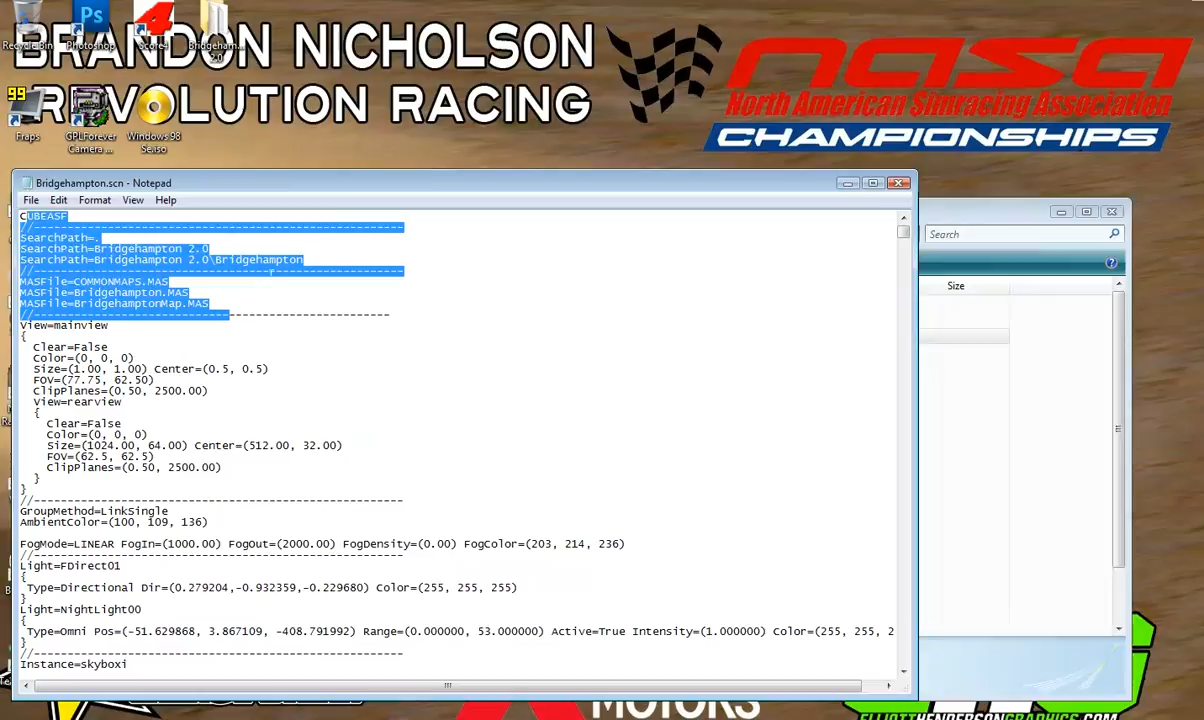 BRANDON NICHOLSON
REVOLUTION RACING
nasa
North American Simracing Association
CHAMPIONSHIPS
Recycle Bin
Photoshop
Score4
Bridgeham...
2.0
99
Fraps
GPLForever
Camera ...
Windows 98
Se.iso
Bridgehampton.scn - Notepad
File Edit Format View Help
CUBEASF
//--------------------------------------------------------
SearchPath=.
SearchPath=Bridgehampton 2.0
SearchPath=Bridgehampton 2.0\Bridgehampton
//--------------------------------------------------------
MASFile=COMMONMAPS.MAS
MASFile=Bridgehampton.MAS
MASFile=BridgehamptonMap.MAS
//------------------------------------------------------
View=mainview
{
Clear=False
Color=(0, 0, 0)
Size=(1.00, 1.00) Center=(0.5, 0.5)
FOV=(77.75, 62.50)
ClipPlanes=(0.50, 2500.00)
View=rearview
{
Clear=False
Color=(0, 0, 0)
Size=(1024.00, 64.00) Center=(512.00, 32.00)
FOV=(62.5, 62.5)
ClipPlanes=(0.50, 2500.00)
}
}
//--------------------------------------------------------
GroupMethod=LinkSingle
AmbientColor=(100, 109, 136)
FogMode=LINEAR FogIn=(1000.00) FogOut=(2000.00) FogDensity=(0.00) FogColor=(203, 214, 236)
//--------------------------------------------------------
Light=FDirect01
{
Type=Directional Dir=(0.279204,-0.932359,-0.229680) Color=(255, 255, 255)
}
Light=NightLight00
{
Type=Omni Pos=(-51.629868, 3.867109, -408.791992) Range=(0.000000, 53.000000) Active=True Intensity=(1.000000) Color=(255, 255, 2
}
//--------------------------------------------------------
Instance=skyboxi
Search
Size
MOTORS
ELLIOTTHENDERSONGRAPHICS.COM